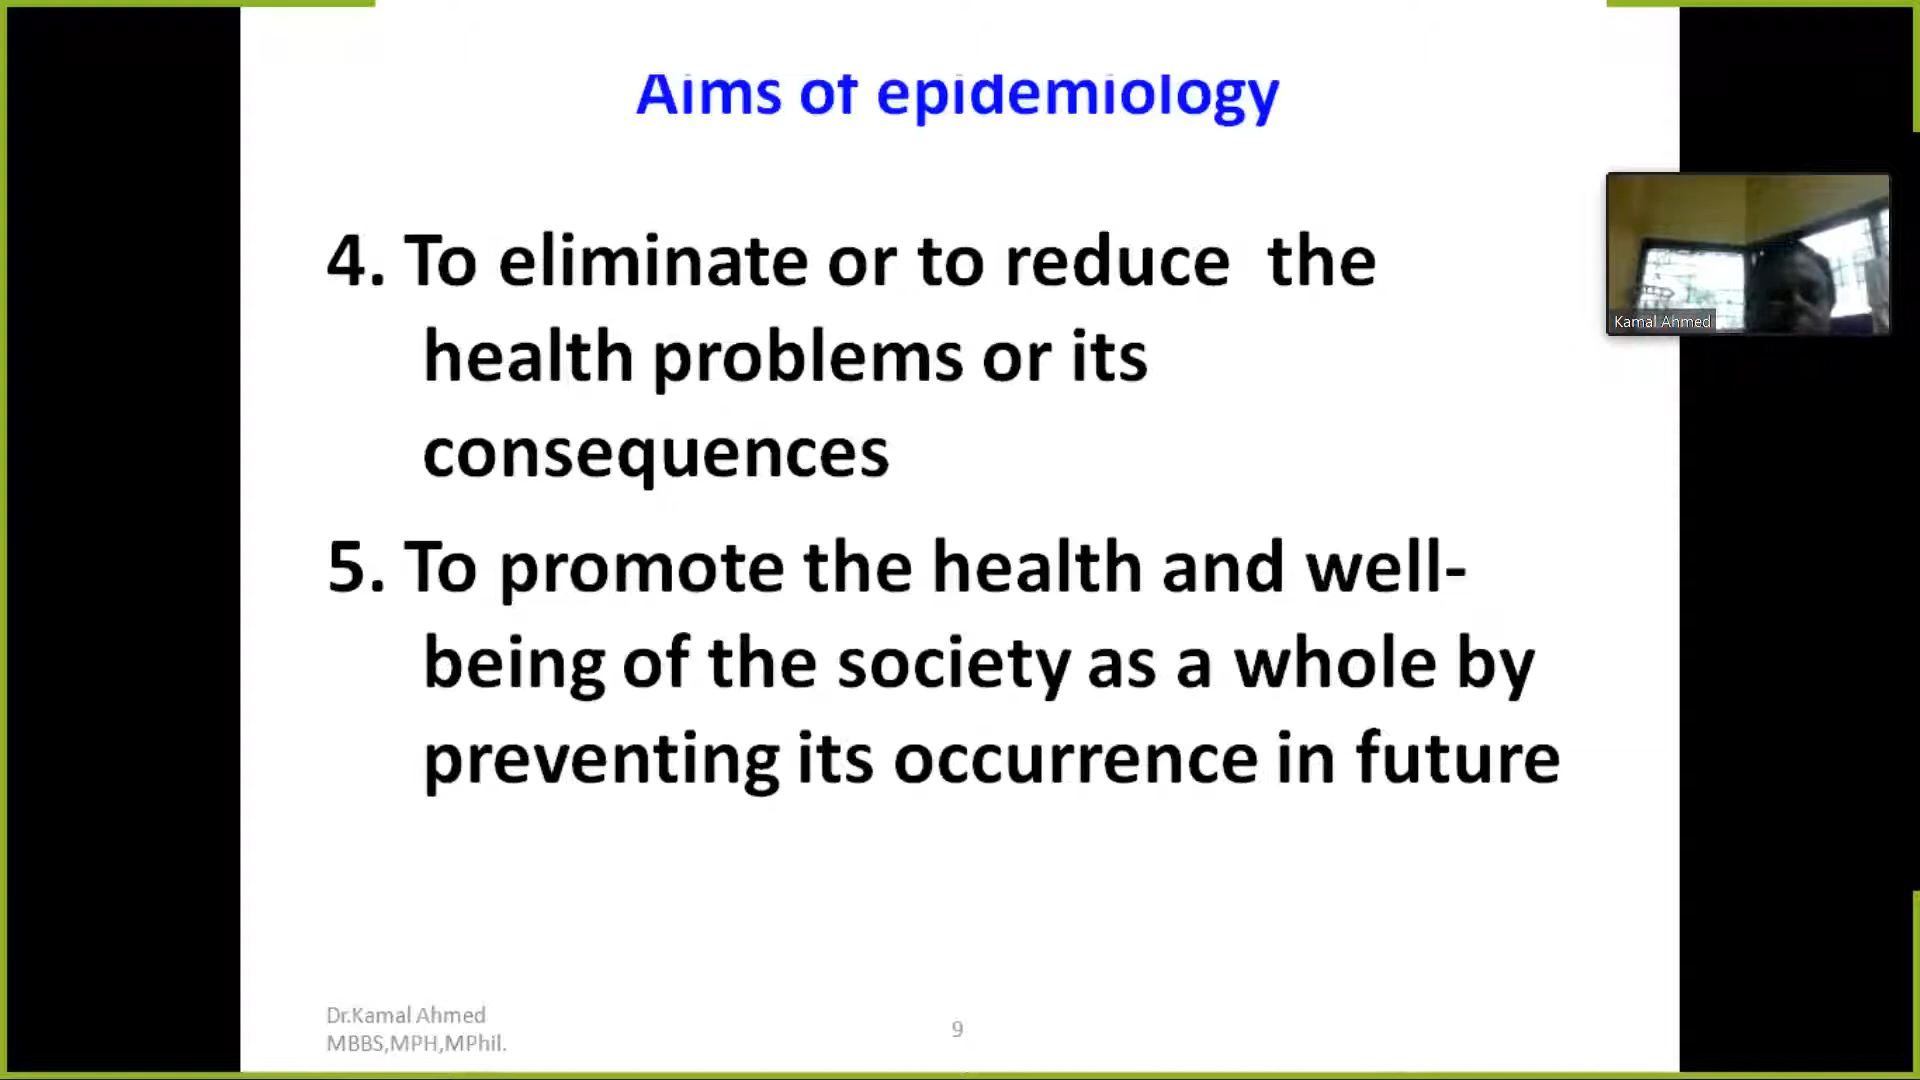 Aims of epidemiology
4. To eliminate or to reduce the
health problems or its
consequences
5. To promote the health and well-
being of the society as a whole by
preventing its occurrence in future
Kamal Ahmed
Dr.Kamal Ahmed
MBBS,MPH,MPhil.
9